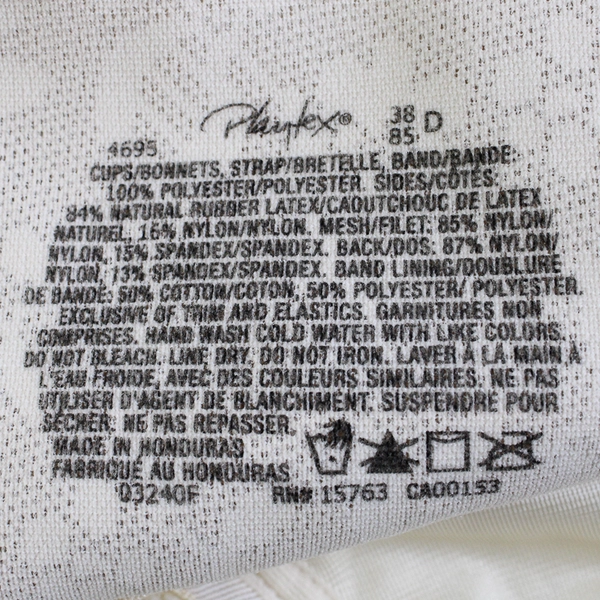 Playtex® 38 D
4695 85
CUPS/BONNETS, STRAP/BRETELLE, BAND/BANDE:
100% POLYESTER/POLYESTER. SIDES/CÔTES:
84% NATURAL RUBBER LATEX/CAOUTCHOUC DE LATEX
NATUREL, 16% NYLON/NYLON. MESH/FILET: 85% NYLON/
NYLON, 15% SPANDEX/SPANDEX. BACK/DOS: 87% NYLON/
NYLON, 13% SPANDEX/SPANDEX. BAND LINING/DOUBLURE
DE BANDE: 50% COTTON/COTON, 50% POLYESTER/ POLYESTER.
EXCLUSIVE OF TRIM AND ELASTICS. GARNITURES NON
COMPRISES. HAND WASH COLD WATER WITH LIKE COLORS.
DO NOT BLEACH. LINE DRY. DO NOT IRON. LAVER À LA MAIN À
L'EAU FROIDE, AVEC DES COULEURS SIMILAIRES. NE PAS
UTILISER D'AGENT DE BLANCHIMENT. SUSPENDRE POUR
SÉCHER. NE PAS REPASSER.
MADE IN HONDURAS
FABRIQUÉ AU HONDURAS
Q3240F RN# 15763 CA00153